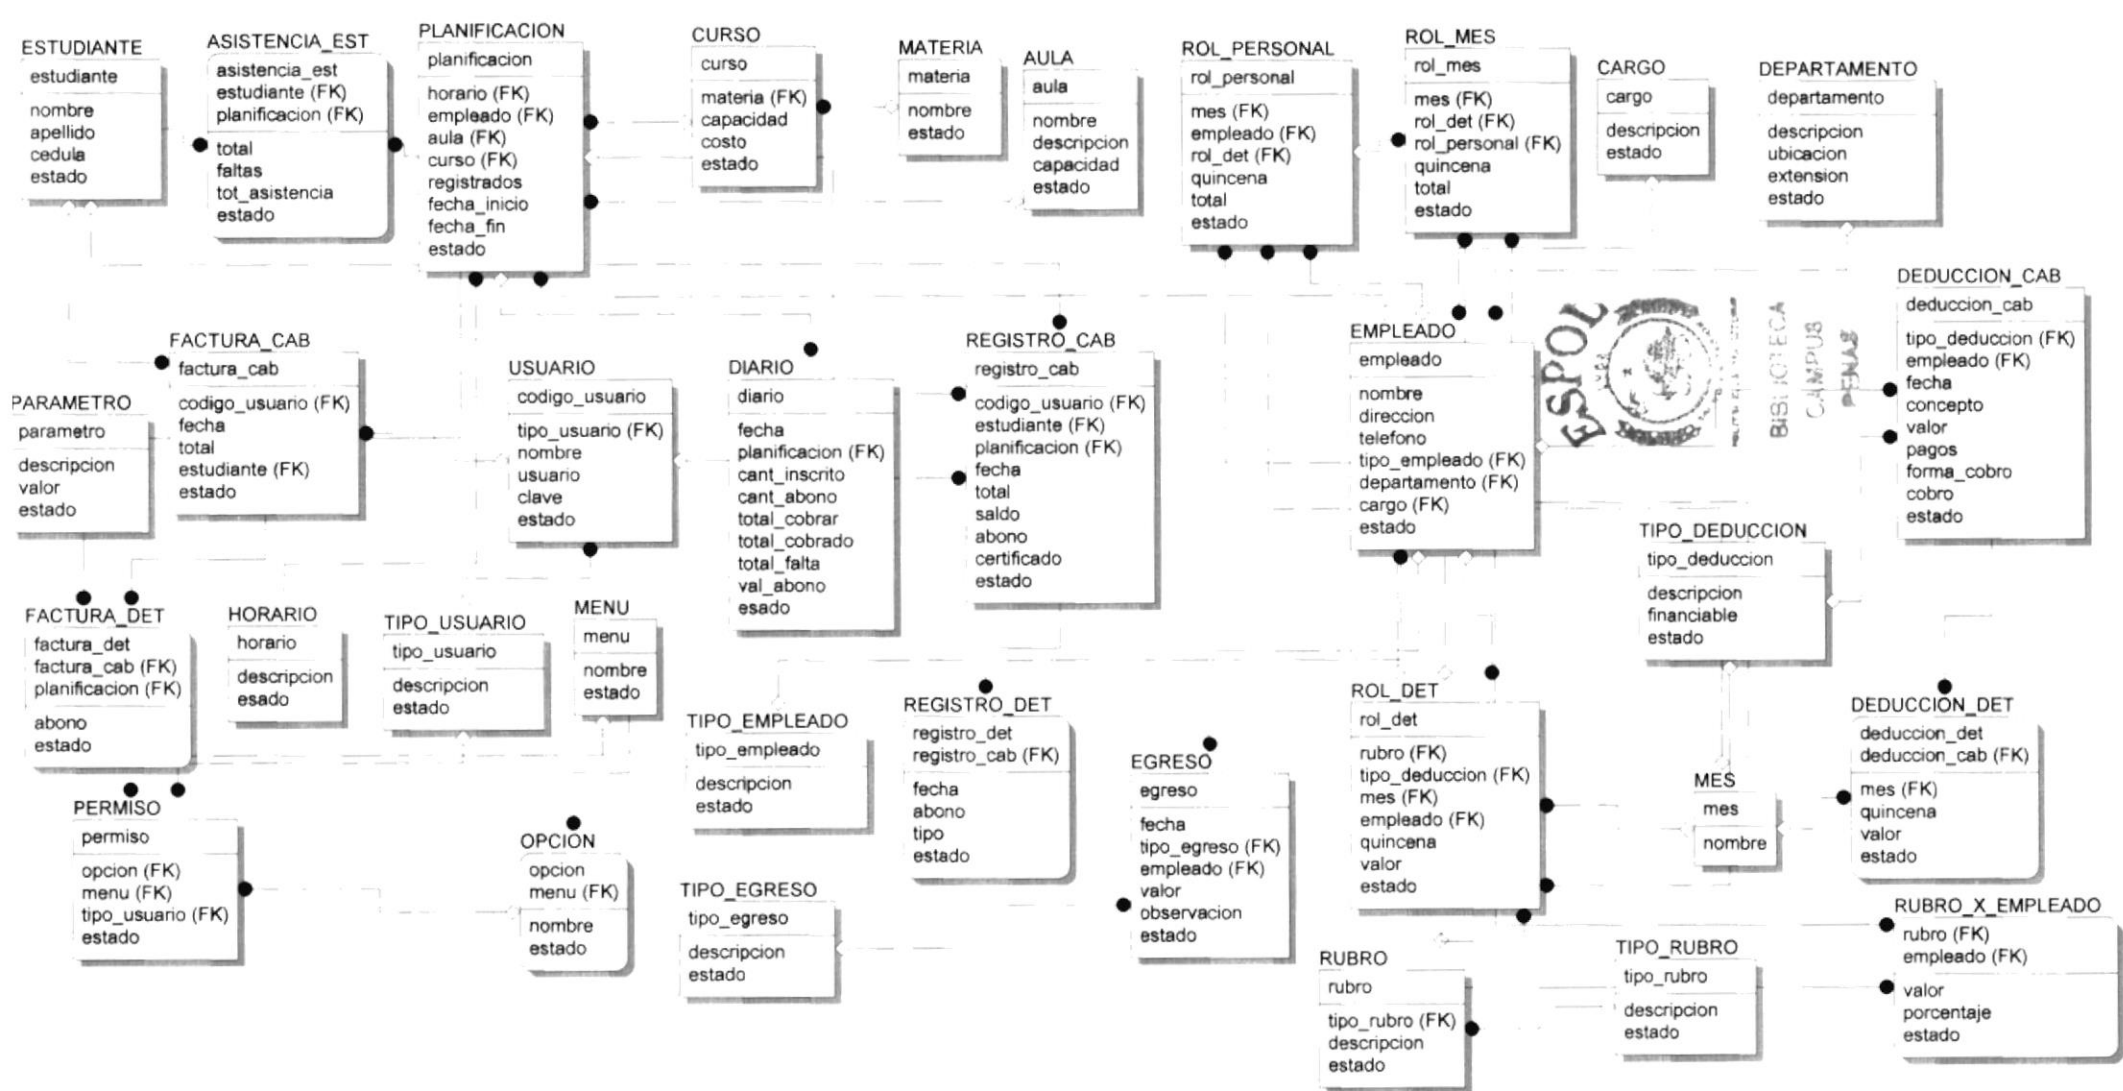 ESTUDIANTE
estudiante
nombre
apellido
cedula
estado
ASISTENCIA_EST
asistencia_est
estudiante (FK)
planificacion (FK)
total
faltas
tot_asistencia
estado
PLANIFICACION
planificacion
horario (FK)
empleado (FK)
aula (FK)
curso (FK)
registrados
fecha_inicio
fecha_fin
estado
CURSO
curso
materia (FK)
capacidad
costo
estado
MATERIA
materia
nombre
estado
AULA
aula
nombre
descripcion
capacidad
estado
ROL_PERSONAL
rol_personal
mes (FK)
empleado (FK)
rol_det (FK)
quincena
total
estado
ROL_MES
rol_mes
mes (FK)
rol_det (FK)
rol_personal (FK)
quincena
total
estado
CARGO
cargo
descripcion
estado
DEPARTAMENTO
departamento
descripcion
ubicacion
extension
estado
DEDUCCION_CAB
deduccion_cab
tipo_deduccion (FK)
empleado (FK)
fecha
concepto
valor
pagos
forma_cobro
cobro
estado
FACTURA_CAB
factura_cab
codigo_usuario (FK)
fecha
total
estudiante (FK)
estado
PARAMETRO
parametro
descripcion
valor
estado
USUARIO
codigo_usuario
tipo_usuario (FK)
nombre
usuario
clave
estado
DIARIO
diario
fecha
planificacion (FK)
cant_inscrito
cant_abono
total_cobrar
total_cobrado
total_falta
val_abono
esado
REGISTRO_CAB
registro_cab
codigo_usuario (FK)
estudiante (FK)
planificacion (FK)
fecha
total
saldo
abono
certificado
estado
EMPLEADO
empleado
nombre
direccion
telefono
tipo_empleado (FK)
departamento (FK)
cargo (FK)
estado
ESPOL
BIBLIOTECA
CAMPUS
PEÑAS
TIPO_DEDUCCION
tipo_deduccion
descripcion
financiable
estado
FACTURA_DET
factura_det
factura_cab (FK)
planificacion (FK)
abono
estado
HORARIO
horario
descripcion
esado
TIPO_USUARIO
tipo_usuario
descripcion
estado
MENU
menu
nombre
estado
TIPO_EMPLEADO
tipo_empleado
descripcion
estado
REGISTRO_DET
registro_det
registro_cab (FK)
fecha
abono
tipo
estado
EGRESO
egreso
fecha
tipo_egreso (FK)
empleado (FK)
valor
observacion
estado
ROL_DET
rol_det
rubro (FK)
tipo_deduccion (FK)
mes (FK)
empleado (FK)
quincena
valor
estado
MES
mes
nombre
DEDUCCION_DET
deduccion_det
deduccion_cab (FK)
mes (FK)
quincena
valor
estado
PERMISO
permiso
opcion (FK)
menu (FK)
tipo_usuario (FK)
estado
OPCION
opcion
menu (FK)
nombre
estado
TIPO_EGRESO
tipo_egreso
descripcion
estado
RUBRO
rubro
tipo_rubro (FK)
descripcion
estado
TIPO_RUBRO
tipo_rubro
descripcion
estado
RUBRO_X_EMPLEADO
rubro (FK)
empleado (FK)
valor
porcentaje
estado